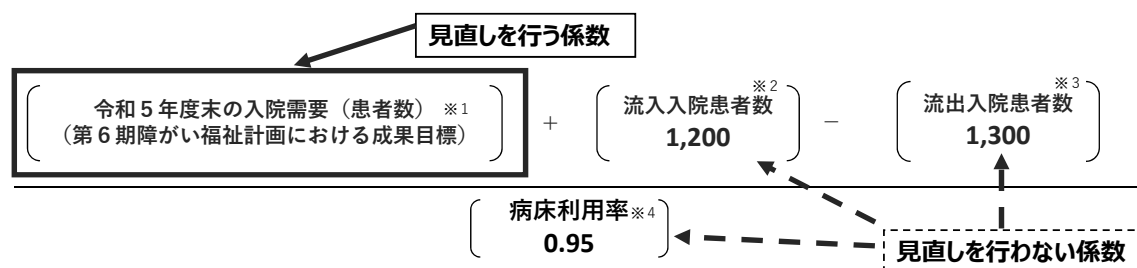 見直しを行う係数
令和５年度末の入院需要（患者数）※1
（第６期障がい福祉計画における成果目標）
＋
流入入院患者数※2
1,200
－
流出入院患者数※3
1,300
病床利用率※4
0.95
見直しを行わない係数